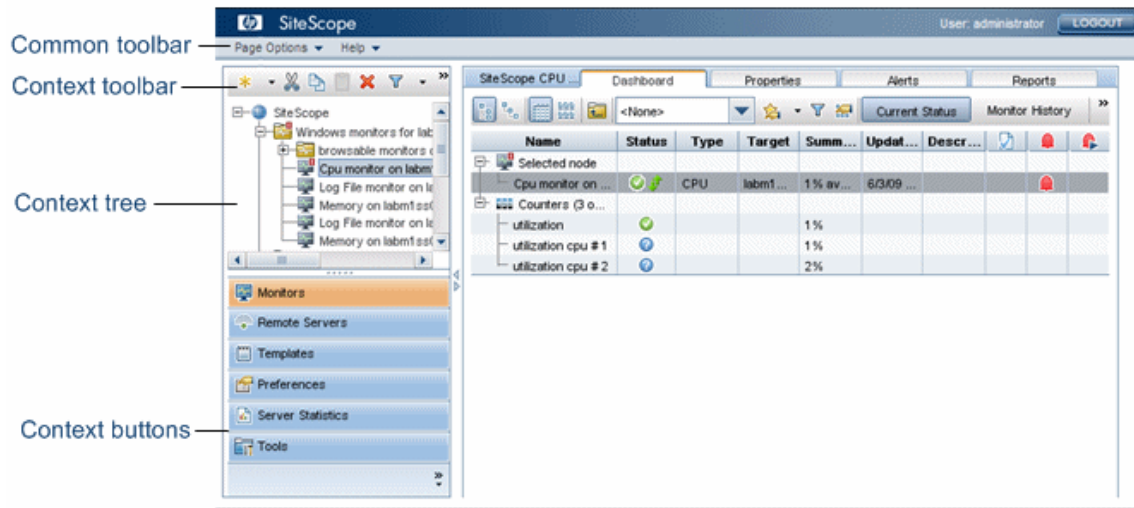 SiteScope
User: administrator
LOGOUT
Common toolbar
Page Options
Help
Context toolbar
SiteScope CPU ...
Dashboard
Properties
Alerts
Reports
<None>
Current Status
Monitor History
SiteScope
Windows monitors for lab
browsable monitors
Cpu monitor on labm
Log File monitor on la
Memory on labm1ss
Log File monitor on la
Memory on labm1ss
Context tree
Name Status Type Target Summ... Updat... Descr...
Selected node
Cpu monitor on ... CPU labm1... 1% av... 6/3/09 ...
Counters (3 o...
utilization 1%
utilization cpu # 1 1%
utilization cpu # 2 2%
Monitors
Remote Servers
Templates
Preferences
Server Statistics
Context buttons
Tools